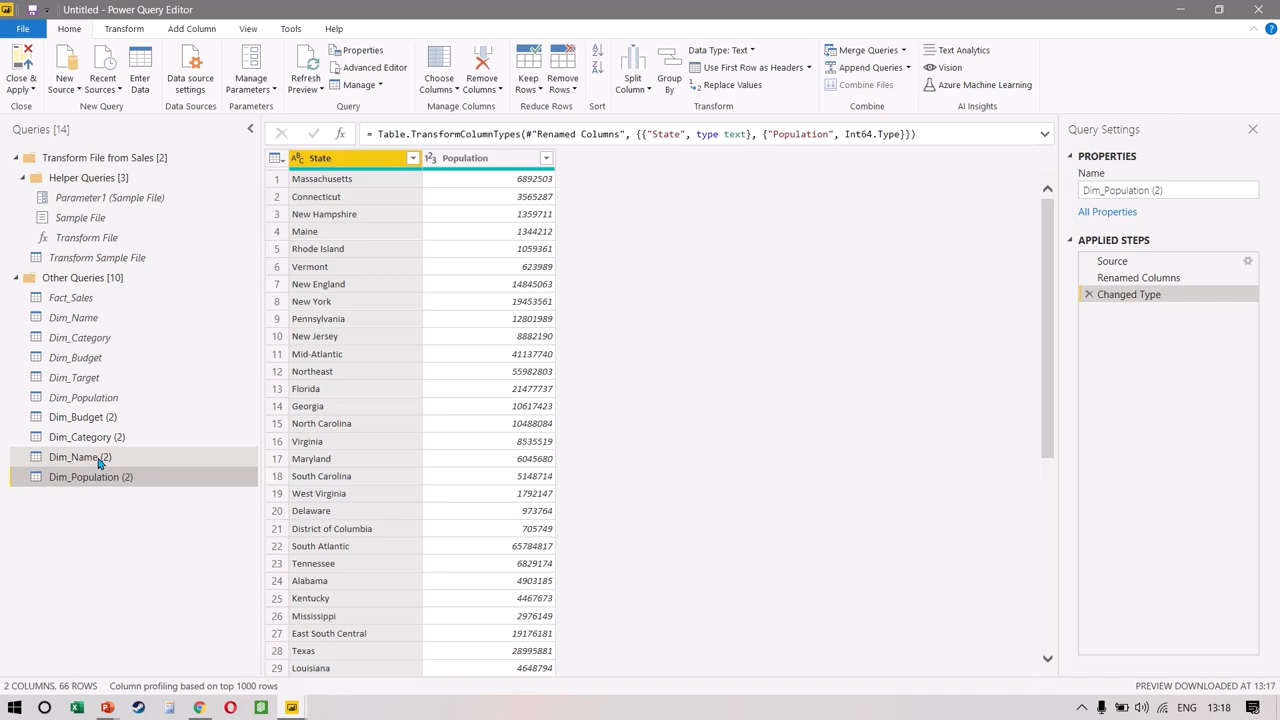 Untitled - Power Query Editor
File Home Transform Add Column View Tools Help
Close & Apply
New Source
Recent Sources
Enter Data
Data source settings
Manage Parameters
Refresh Preview
Properties
Advanced Editor
Manage
Choose Columns
Remove Columns
Keep Rows
Remove Rows
Split Column
Group By
Data Type: Text
Use First Row as Headers
Replace Values
Merge Queries
Append Queries
Combine Files
Text Analytics
Vision
Azure Machine Learning
Close New Query Data Sources Parameters Query Manage Columns Reduce Rows Sort Transform Combine AI Insights
Queries [14]
Transform File from Sales [2]
Helper Queries [3]
Parameter1 (Sample File)
Sample File
Transform File
Transform Sample File
Other Queries [10]
Fact_Sales
Dim_Name
Dim_Category
Dim_Budget
Dim_Target
Dim_Population
Dim_Budget (2)
Dim_Category (2)
Dim_Name (2)
Dim_Population (2)
= Table.TransformColumnTypes(#"Renamed Columns", {{"State", type text}, {"Population", Int64.Type}})
State Population
1 Massachusetts 6892503
2 Connecticut 3565287
3 New Hampshire 1359711
4 Maine 1344212
5 Rhode Island 1059361
6 Vermont 623989
7 New England 14845063
8 New York 19453561
9 Pennsylvania 12801989
10 New Jersey 8882190
11 Mid-Atlantic 41137740
12 Northeast 55982803
13 Florida 21477737
14 Georgia 10617423
15 North Carolina 10488084
16 Virginia 8535519
17 Maryland 6045680
18 South Carolina 5148714
19 West Virginia 1792147
20 Delaware 973764
21 District of Columbia 705749
22 South Atlantic 65784817
23 Tennessee 6829174
24 Alabama 4903185
25 Kentucky 4467673
26 Mississippi 2976149
27 East South Central 19176181
28 Texas 28995881
29 Louisiana 4648794
Query Settings
PROPERTIES
Name
Dim_Population (2)
All Properties
APPLIED STEPS
Source
Renamed Columns
Changed Type
2 COLUMNS, 66 ROWS Column profiling based on top 1000 rows
PREVIEW DOWNLOADED AT 13:17
ENG 13:18